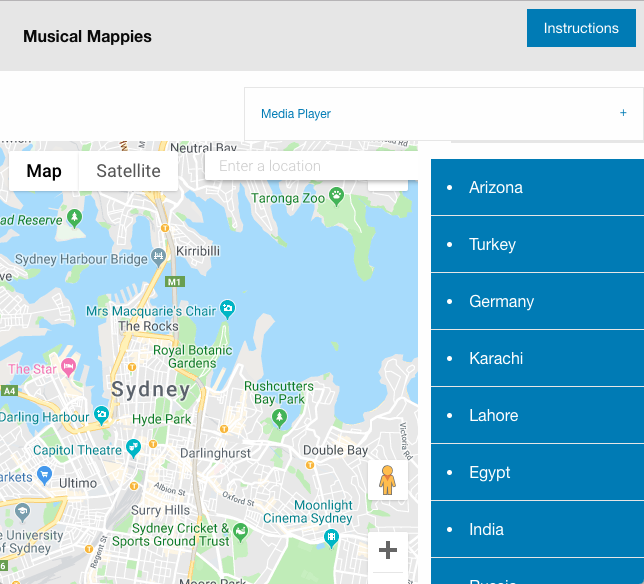 Musical Mappies
Instructions
Media Player
+
Neutral Bay
Map
Satellite
Enter a location
Taronga Zoo
ad Reserve
Sydney Harbour Bridge
Kirribilli
ve
M1
Mrs Macquarie's Chair
The Rocks
Royal Botanic
Gardens
The Star
A4
Sydney
Rushcutters
Bay Park
Darling Harbour
Hyde Park
Capitol Theatre
Darlinghurst
Double Bay
Victoria Rd
arkets
Ultimo
Albion St
Oxford St
Surry Hills
Moonlight
Cinema Sydney
e University
of Sydney
Sydney Cricket &
Sports Ground Trust
Regent St
Moore Park
Arizona
Turkey
Germany
Karachi
Lahore
Egypt
India
Russia